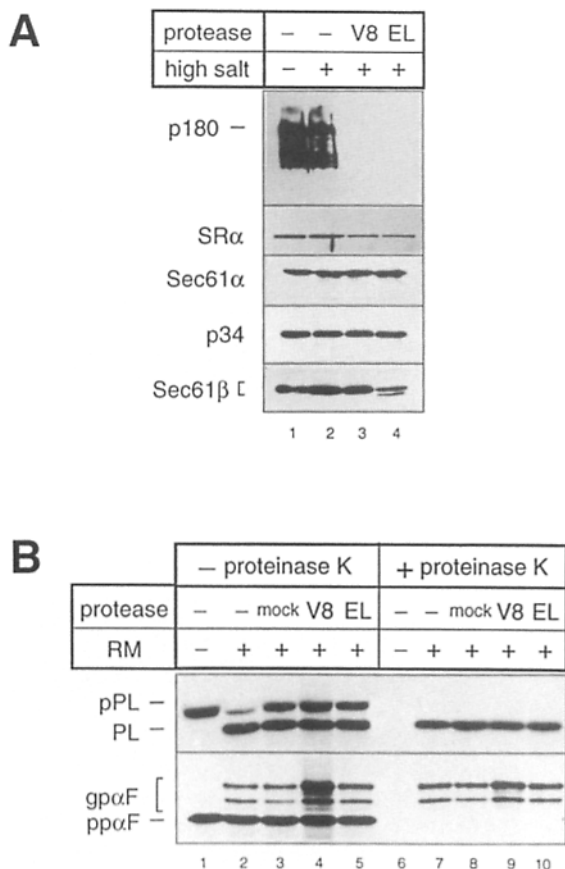 A
protease – – V8 EL
high salt – + + +
p180 –
SRα
Sec61α
p34
Sec61β [
1 2 3 4
B
– proteinase K + proteinase K
protease – – mock V8 EL – – mock V8 EL
RM – + + + + – + + + +
pPL –
PL –
gpαF [
ppαF –
1 2 3 4 5 6 7 8 9 10